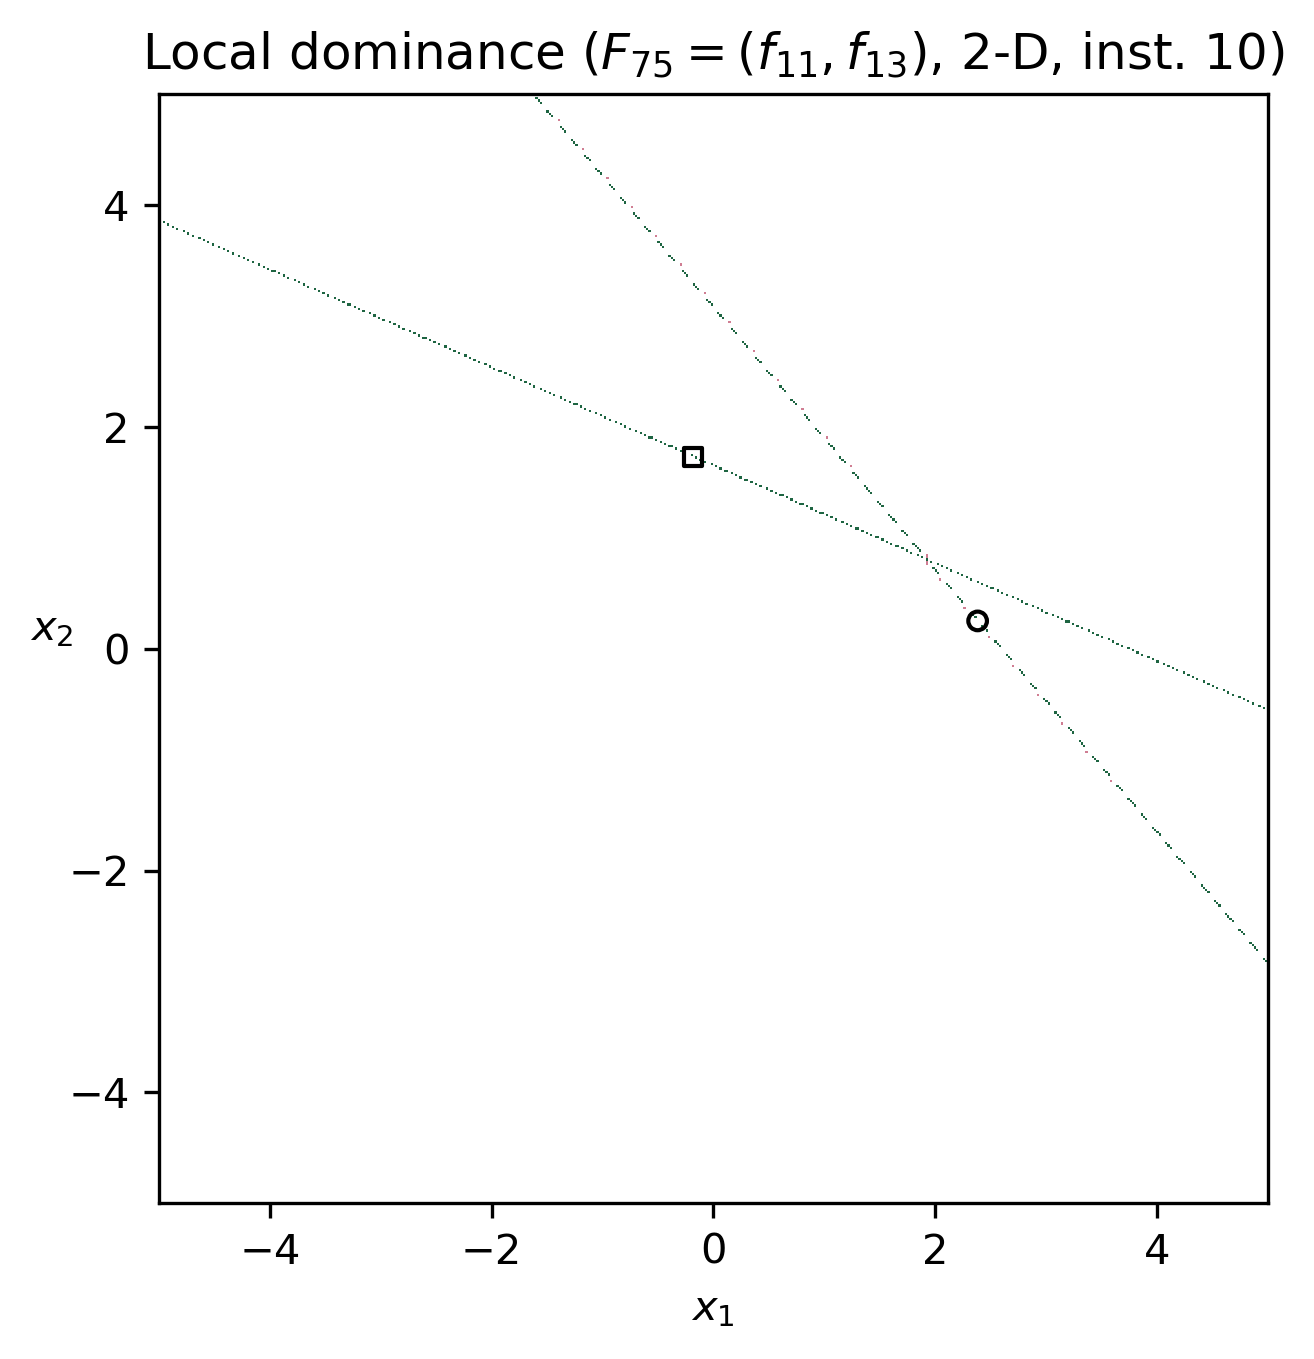 Local dominance (F₇₅ = (f₁₁, f₁₃), 2-D, inst. 10)
4
2
x₂ 0
−2
−4
−4 −2 0 2 4
x₁